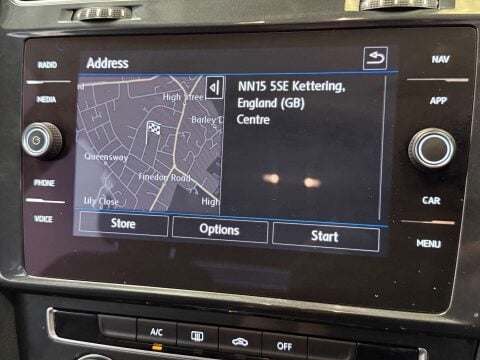 RADIO
MEDIA
PHONE
VOICE
Address
High Street
Barley
Queensway
Finedon Road
Lily Close
High
NN15 5SE Kettering,
England (GB)
Centre
Store
Options
Start
NAV
APP
CAR
MENU
A/C
OFF